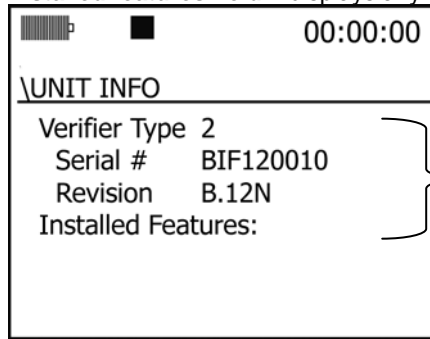 00:00:00
\UNIT INFO
Verifier Type 2
Serial # BIF120010
Revision B.12N
Installed Features: